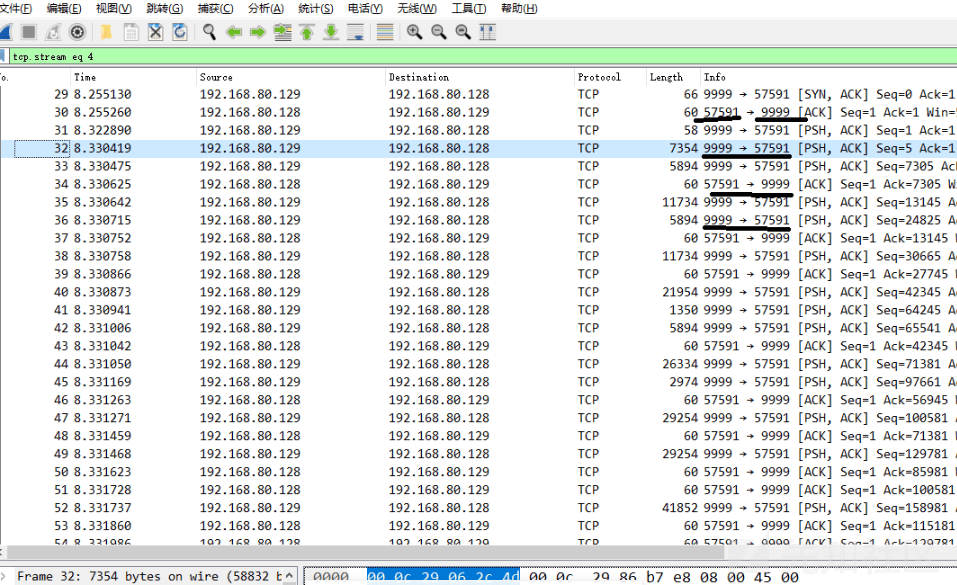 文件(F) 编辑(E) 视图(V) 跳转(G) 捕获(C) 分析(A) 统计(S) 电话(Y) 无线(W) 工具(T) 帮助(H)
tcp.stream eq 4
Time Source Destination Protocol Length Info
29 8.255130 192.168.80.129 192.168.80.128 TCP 66 9999 → 57591 [SYN, ACK] Seq=0 Ack=1
30 8.255260 192.168.80.128 192.168.80.129 TCP 60 57591 → 9999 [ACK] Seq=1 Ack=1 Win=
31 8.322890 192.168.80.129 192.168.80.128 TCP 58 9999 → 57591 [PSH, ACK] Seq=1 Ack=1
32 8.330419 192.168.80.129 192.168.80.128 TCP 7354 9999 → 57591 [PSH, ACK] Seq=5 Ack=1
33 8.330475 192.168.80.129 192.168.80.128 TCP 5894 9999 → 57591 [PSH, ACK] Seq=7305
34 8.330625 192.168.80.128 192.168.80.129 TCP 60 57591 → 9999 [ACK] Seq=1 Ack=7305
35 8.330642 192.168.80.129 192.168.80.128 TCP 11734 9999 → 57591 [PSH, ACK] Seq=13145
36 8.330715 192.168.80.129 192.168.80.128 TCP 5894 9999 → 57591 [PSH, ACK] Seq=24825
37 8.330752 192.168.80.128 192.168.80.129 TCP 60 57591 → 9999 [ACK] Seq=1 Ack=13145
38 8.330758 192.168.80.129 192.168.80.128 TCP 11734 9999 → 57591 [PSH, ACK] Seq=30665
39 8.330866 192.168.80.128 192.168.80.129 TCP 60 57591 → 9999 [ACK] Seq=1 Ack=27745
40 8.330873 192.168.80.129 192.168.80.128 TCP 21954 9999 → 57591 [PSH, ACK] Seq=42345
41 8.330941 192.168.80.129 192.168.80.128 TCP 1350 9999 → 57591 [PSH, ACK] Seq=64245
42 8.331006 192.168.80.129 192.168.80.128 TCP 5894 9999 → 57591 [PSH, ACK] Seq=65541
43 8.331042 192.168.80.128 192.168.80.129 TCP 60 57591 → 9999 [ACK] Seq=1 Ack=42345
44 8.331050 192.168.80.129 192.168.80.128 TCP 26334 9999 → 57591 [PSH, ACK] Seq=71381
45 8.331169 192.168.80.129 192.168.80.128 TCP 2974 9999 → 57591 [PSH, ACK] Seq=97661
46 8.331263 192.168.80.128 192.168.80.129 TCP 60 57591 → 9999 [ACK] Seq=1 Ack=56945
47 8.331271 192.168.80.129 192.168.80.128 TCP 29254 9999 → 57591 [PSH, ACK] Seq=100581
48 8.331459 192.168.80.128 192.168.80.129 TCP 60 57591 → 9999 [ACK] Seq=1 Ack=71381
49 8.331468 192.168.80.129 192.168.80.128 TCP 29254 9999 → 57591 [PSH, ACK] Seq=129781
50 8.331623 192.168.80.128 192.168.80.129 TCP 60 57591 → 9999 [ACK] Seq=1 Ack=85981
51 8.331728 192.168.80.128 192.168.80.129 TCP 60 57591 → 9999 [ACK] Seq=1 Ack=100581
52 8.331737 192.168.80.129 192.168.80.128 TCP 41852 9999 → 57591 [PSH, ACK] Seq=158981
53 8.331860 192.168.80.128 192.168.80.129 TCP 60 57591 → 9999 [ACK] Seq=1 Ack=115181
54 8.331986 192.168.80.128 192.168.80.129 TCP 60 57591 → 9999 [ACK] Seq=1 Ack=129781
Frame 32: 7354 bytes on wire (58832 b 0000 00 0c 29 06 2c 4d 00 0c 29 86 b7 e8 08 00 45 00